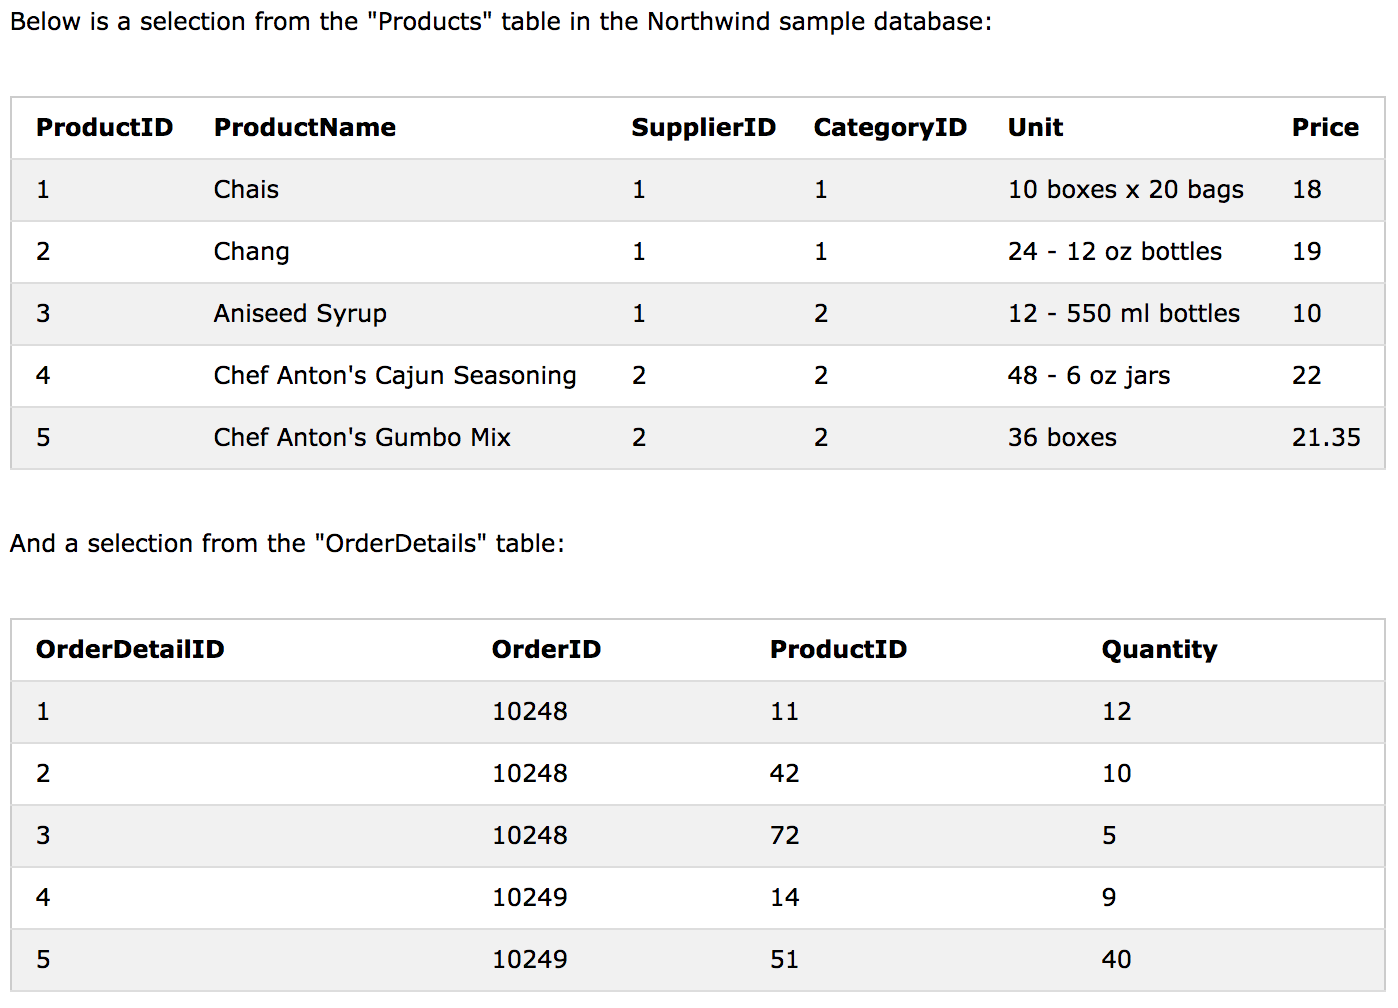 Below is a selection from the "Products" table in the Northwind sample database:
ProductID ProductName SupplierID CategoryID Unit Price
1 Chais 1 1 10 boxes x 20 bags 18
2 Chang 1 1 24 - 12 oz bottles 19
3 Aniseed Syrup 1 2 12 - 550 ml bottles 10
4 Chef Anton's Cajun Seasoning 2 2 48 - 6 oz jars 22
5 Chef Anton's Gumbo Mix 2 2 36 boxes 21.35
And a selection from the "OrderDetails" table:
OrderDetailID OrderID ProductID Quantity
1 10248 11 12
2 10248 42 10
3 10248 72 5
4 10249 14 9
5 10249 51 40